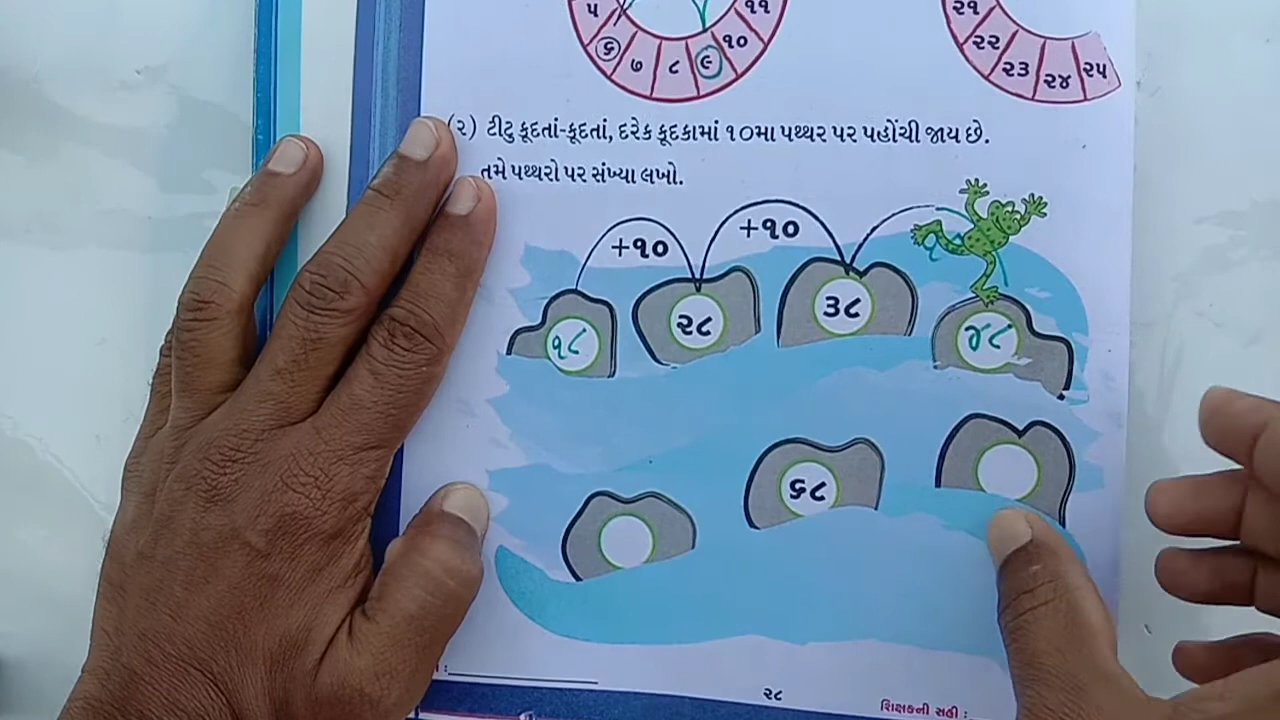 ૫ ૬ ૭ ૮ ૯ ૧૦ ૧૧
૨૧ ૨૨ ૨૩ ૨૪ ૨૫
(૨) ટીટુ કૂદતાં-કૂદતાં, દરેક કૂદકામાં ૧૦મા પથ્થર પર પહોંચી જાય છે.
તમે પથ્થરો પર સંખ્યા લખો.
+૧૦ +૧૦
૧૮ ૨૮ ૩૮ ૪૮
૬૮
૨૮
શિક્ષકની સહી :